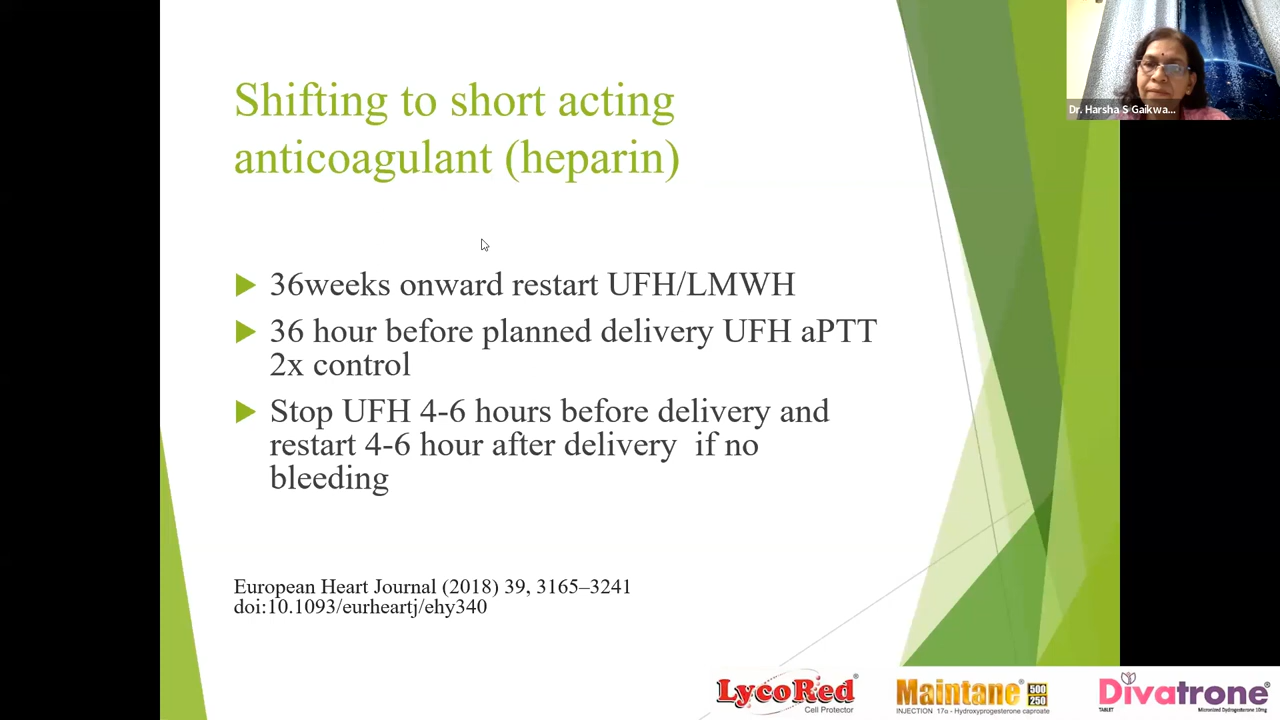 Shifting to short acting
anticoagulant (heparin)
Dr. Harsha S Gaikwa...
36weeks onward restart UFH/LMWH
36 hour before planned delivery UFH aPTT
2x control
Stop UFH 4-6 hours before delivery and
restart 4-6 hour after delivery if no
bleeding
European Heart Journal (2018) 39, 3165–3241
doi:10.1093/eurheartj/ehy340
LycoRed®
Cell Protector
Maintane® 500
250
INJECTION 17α - Hydroxyprogesterone caproate
Divatrone®
TABLET Micronized Dydrogesterone 10mg